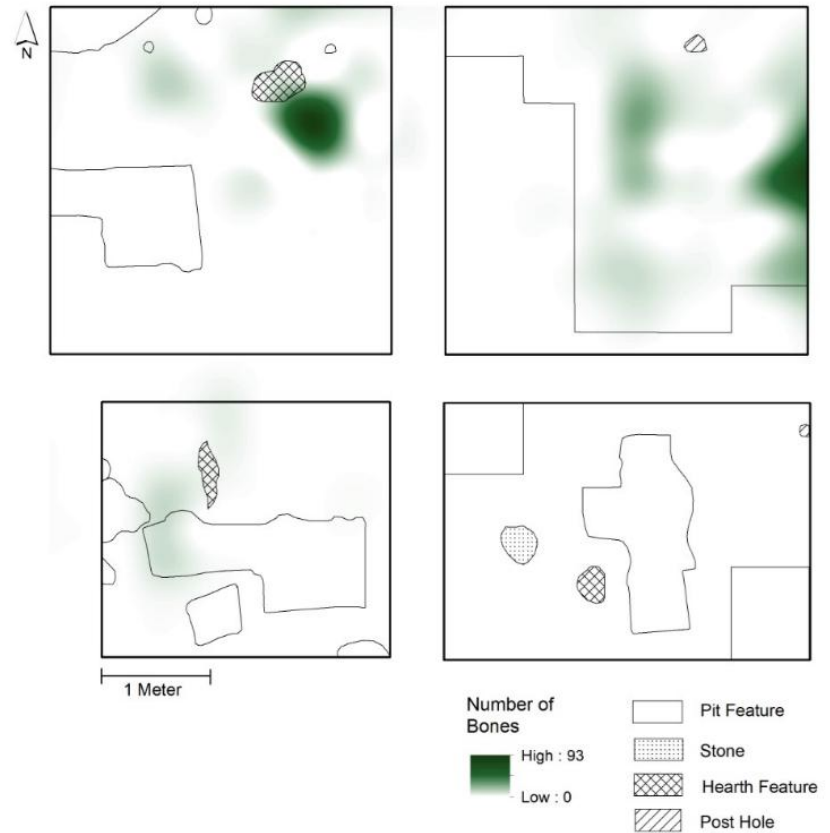 N
1 Meter
Number of
Bones
High : 93
Low : 0
Pit Feature
Stone
Hearth Feature
Post Hole